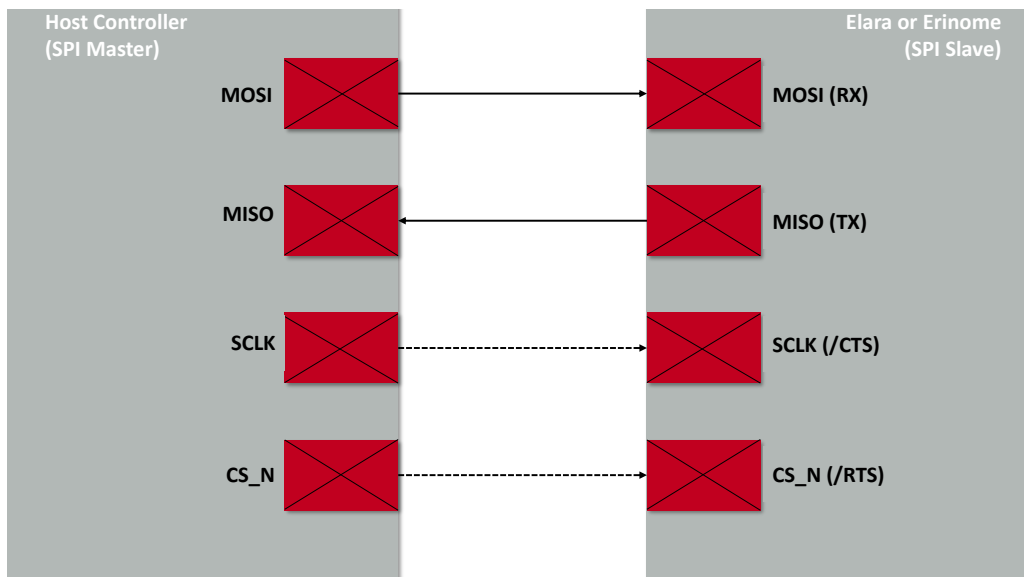 Host Controller
(SPI Master)
Elara or Erinome
(SPI Slave)
MOSI
MOSI (RX)
MISO
MISO (TX)
SCLK
SCLK (/CTS)
CS_N
CS_N (/RTS)